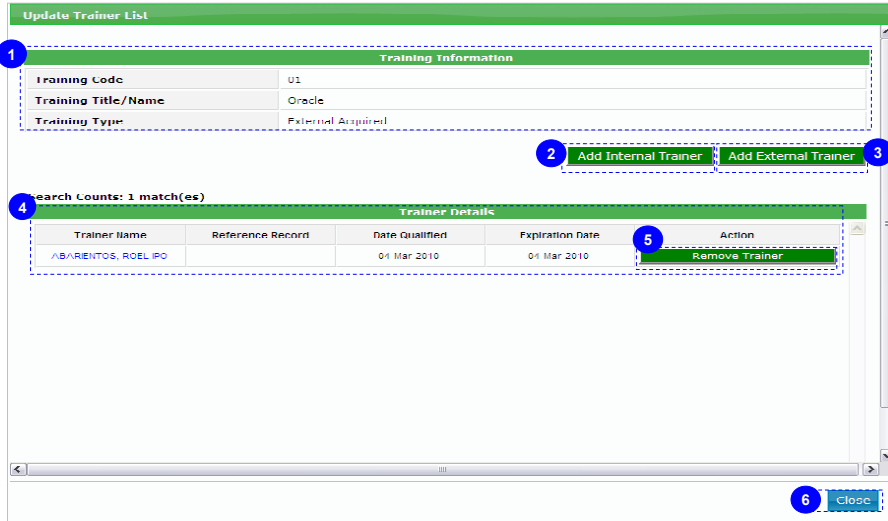 Update Trainer List
1
Training Information
Training Code U1
Training Title/Name Oracle
Training Type External Acquired
2 Add Internal Trainer Add External Trainer 3
Search Counts: 1 match(es)
4
Trainer Details
Trainer Name Reference Record Date Qualified Expiration Date Action
5
ABARIENTOS, ROEL IPO 04 Mar 2010 04 Mar 2010 Remove Trainer
6 Close